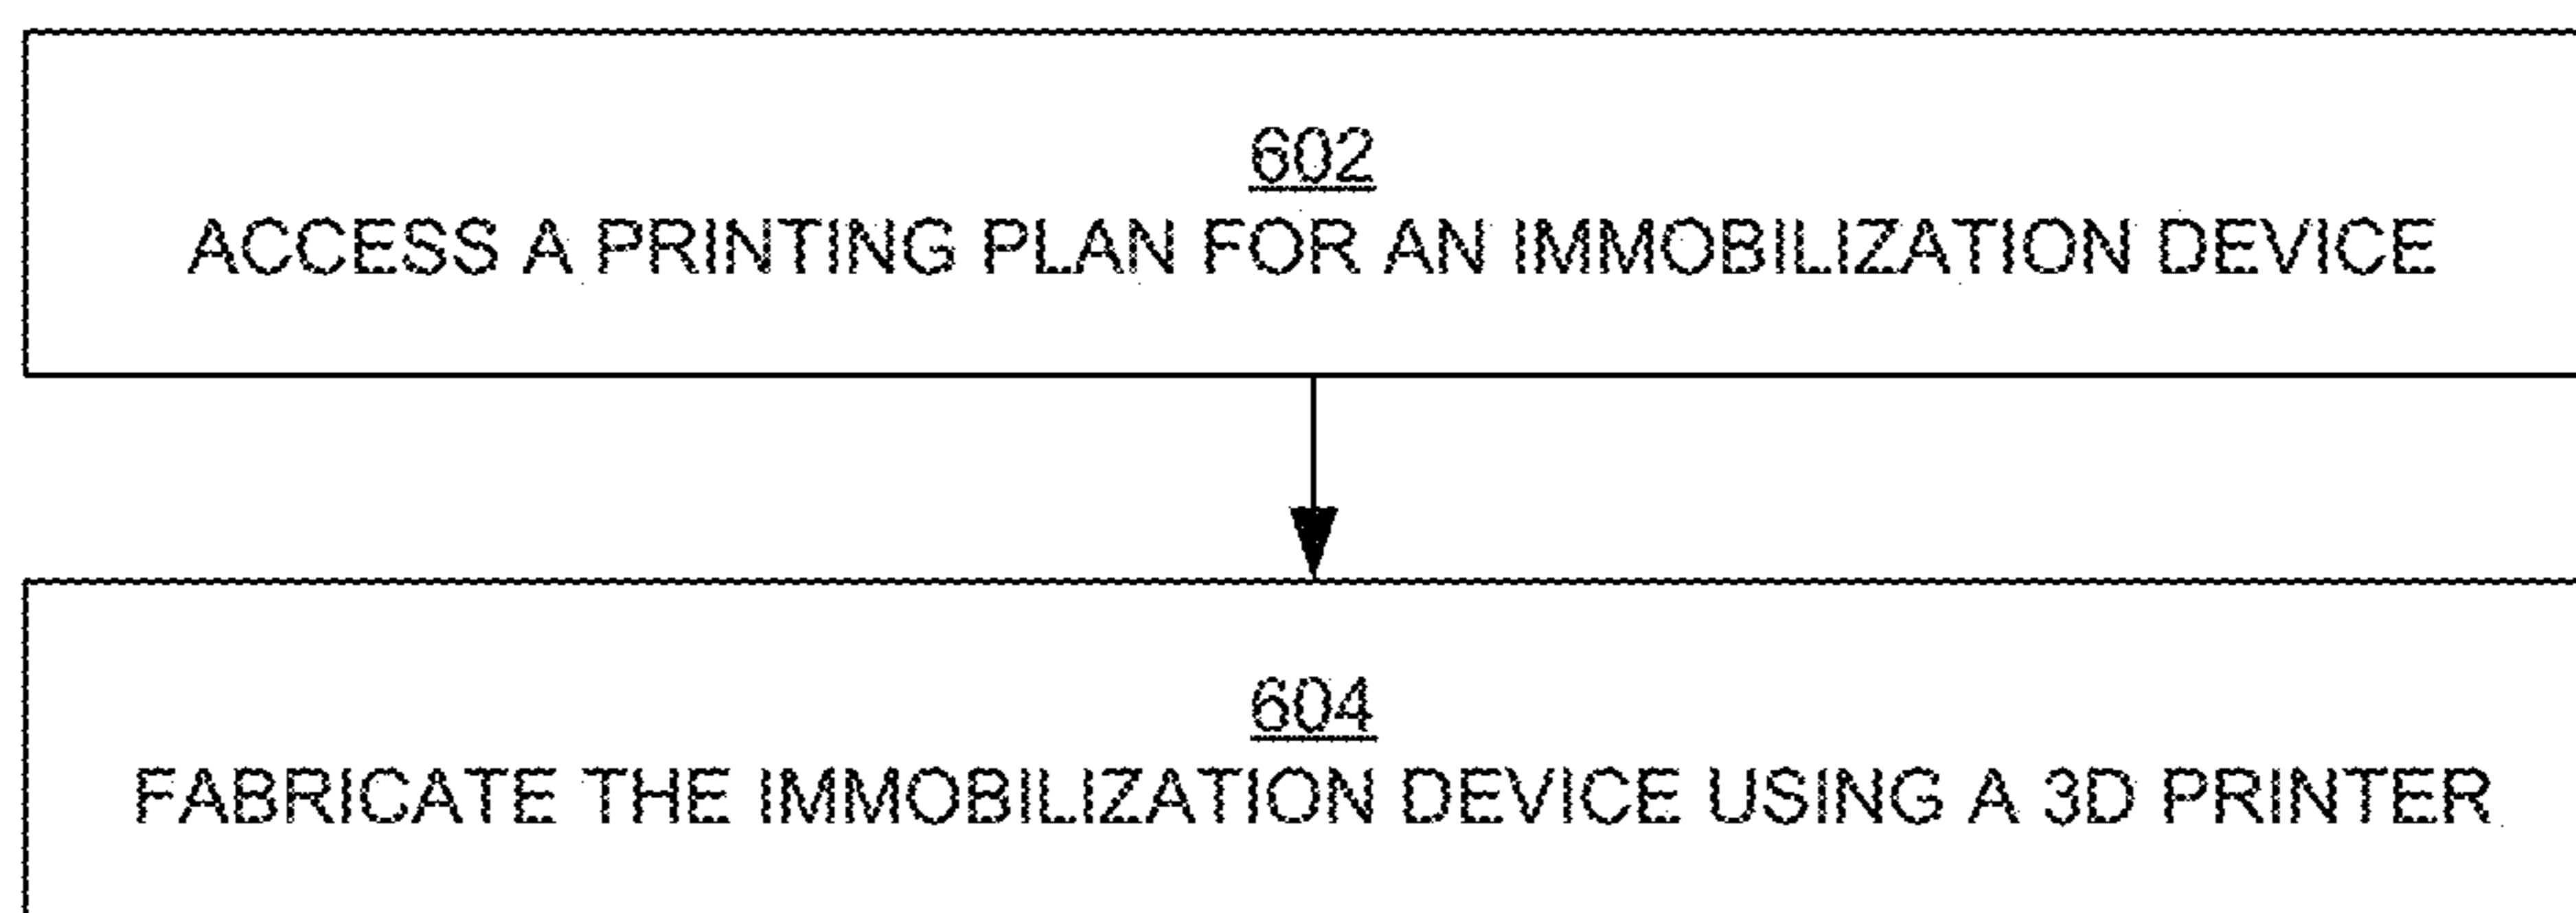 602
ACCESS A PRINTING PLAN FOR AN IMMOBILIZATION DEVICE
604
FABRICATE THE IMMOBILIZATION DEVICE USING A 3D PRINTER